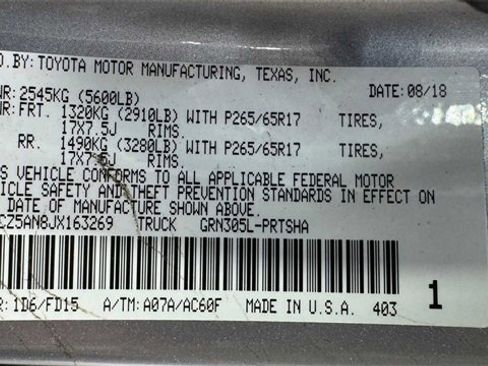 D.BY: TOYOTA MOTOR MANUFACTURING, TEXAS, INC.
WR: 2545KG (5600LB) DATE: 08/18
WR: FRT. 1320KG (2910LB) WITH P265/65R17 TIRES,
17X7.5J RIMS.
RR. 1490KG (3280LB) WITH P265/65R17 TIRES,
17X7.5J RIMS.
S VEHICLE CONFORMS TO ALL APPLICABLE FEDERAL MOTOR
HICLE SAFETY AND THEFT PREVENTION STANDARDS IN EFFECT ON
DATE OF MANUFACTURE SHOWN ABOVE.
CZ5AN8JX163269 TRUCK GRN305L-PRTSHA
R: 1D6/FD15 A/TM: A07A/AC60F MADE IN U.S.A. 403 1